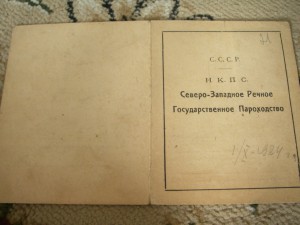 С.С.С.Р.
Н.К.П.С.
Северо-Западное Речное
Государственное Пароходство